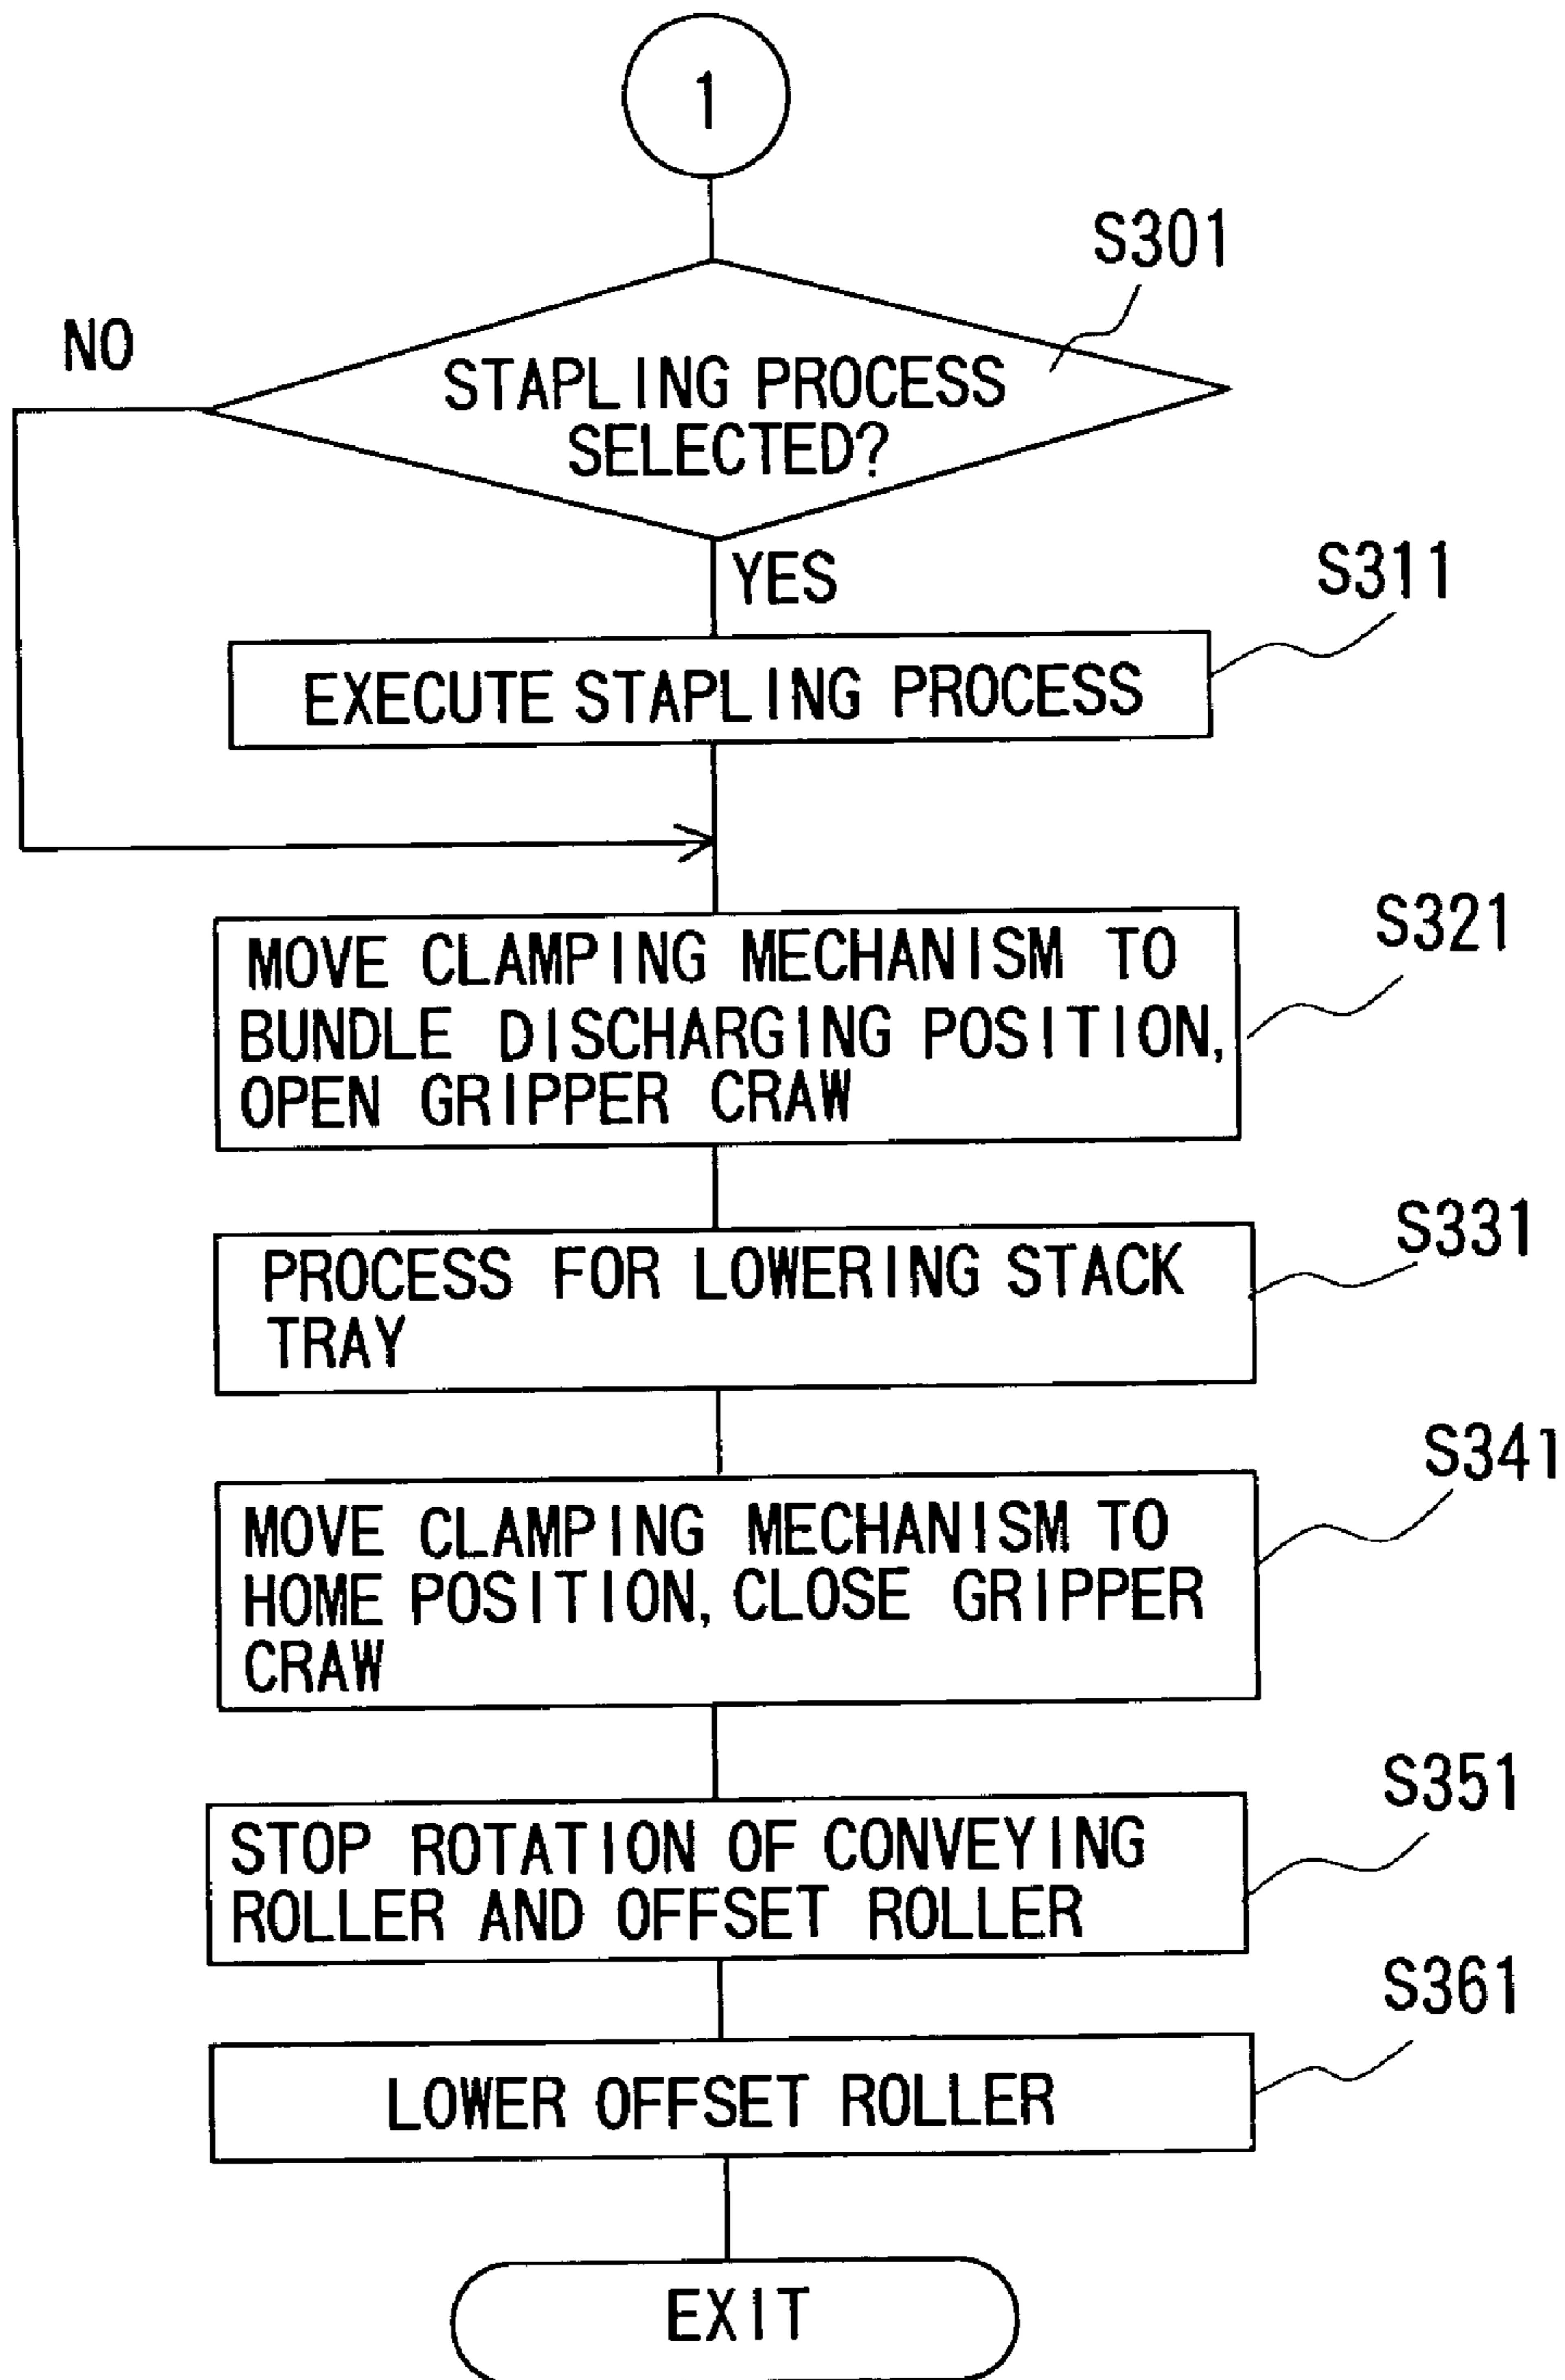 1
S301
NO
STAPLING PROCESS
SELECTED?
YES
S311
EXECUTE STAPLING PROCESS
S321
MOVE CLAMPING MECHANISM TO
BUNDLE DISCHARGING POSITION,
OPEN GRIPPER CRAW
S331
PROCESS FOR LOWERING STACK
TRAY
S341
MOVE CLAMPING MECHANISM TO
HOME POSITION, CLOSE GRIPPER
CRAW
S351
STOP ROTATION OF CONVEYING
ROLLER AND OFFSET ROLLER
S361
LOWER OFFSET ROLLER
EXIT